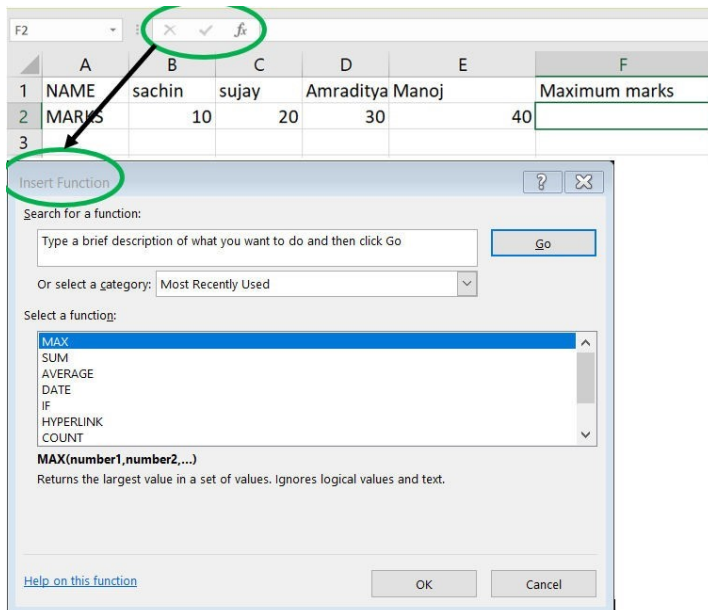 F2 fx
A B C D E F
1 NAME sachin sujay Amraditya Manoj Maximum marks
2 MARKS 10 20 30 40
3
Insert Function
Search for a function:
Type a brief description of what you want to do and then click Go
Go
Or select a category: Most Recently Used
Select a function:
MAX
SUM
AVERAGE
DATE
IF
HYPERLINK
COUNT
MAX(number1,number2,...)
Returns the largest value in a set of values. Ignores logical values and text.
Help on this function
OK Cancel